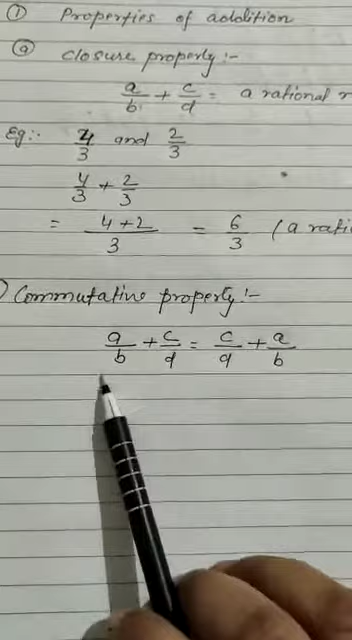 ① Properties of addition
ⓐ closure property:-
a/b + c/d = a rational
Eg:- 4/3 and 2/3
4/3 + 2/3
= 4+2/3 = 6/3 (a
) Commutative property:-
a/b + c/d = c/d + a/b